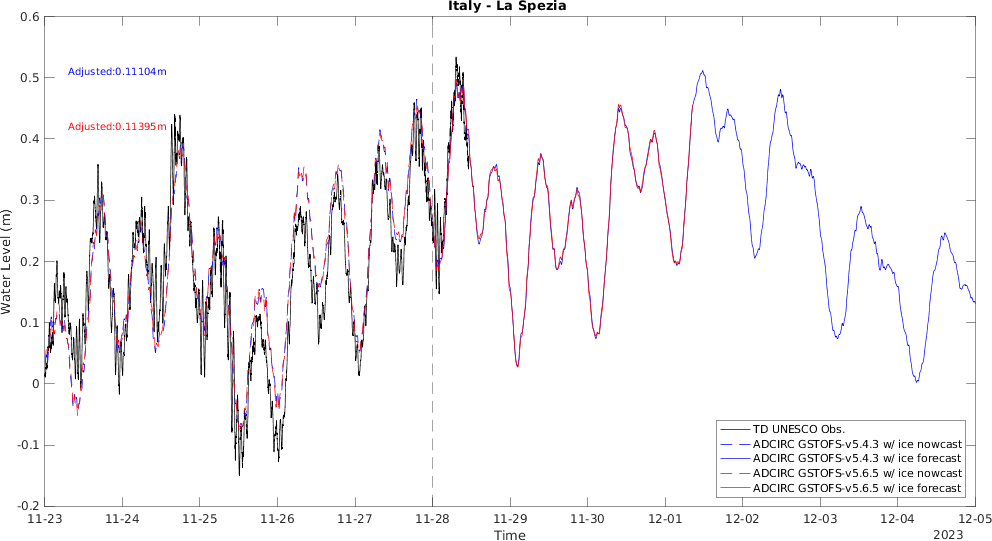 Italy - La Spezia
0.6
0.5
0.4
0.3
0.2
0.1
0
-0.1
-0.2
Water Level (m)
Adjusted:0.11104m
Adjusted:0.11395m
TD UNESCO Obs.
ADCIRC GSTOFS-v5.4.3 w/ ice nowcast
ADCIRC GSTOFS-v5.4.3 w/ ice forecast
ADCIRC GSTOFS-v5.6.5 w/ ice nowcast
ADCIRC GSTOFS-v5.6.5 w/ ice forecast
11-23 11-24 11-25 11-26 11-27 11-28 11-29 11-30 12-01 12-02 12-03 12-04 12-05
Time
2023